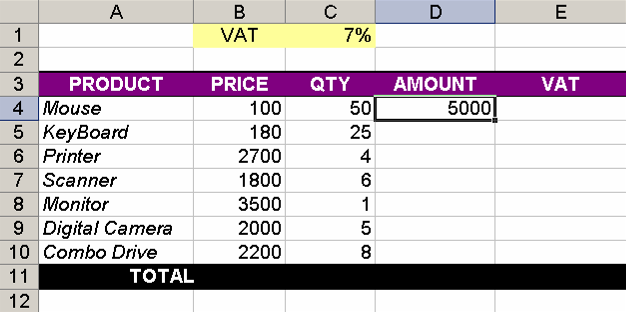 A B C D E
1 VAT 7%
2
3 PRODUCT PRICE QTY AMOUNT VAT
4 Mouse 100 50 5000
5 KeyBoard 180 25
6 Printer 2700 4
7 Scanner 1800 6
8 Monitor 3500 1
9 Digital Camera 2000 5
10 Combo Drive 2200 8
11 TOTAL
12